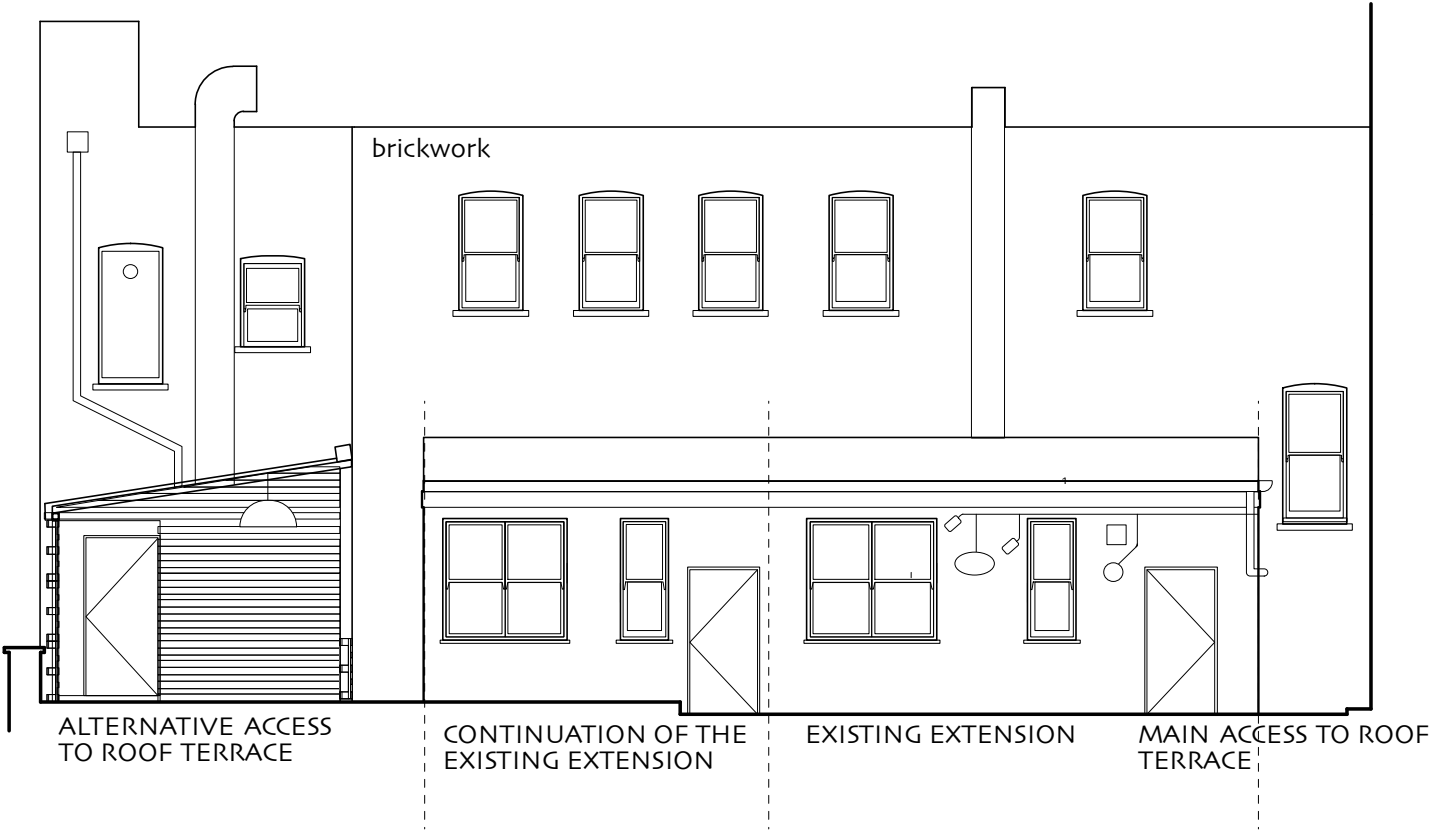 brickwork
ALTERNATIVE ACCESS
TO ROOF TERRACE
CONTINUATION OF THE
EXISTING EXTENSION
EXISTING EXTENSION
MAIN ACCESS TO ROOF
TERRACE